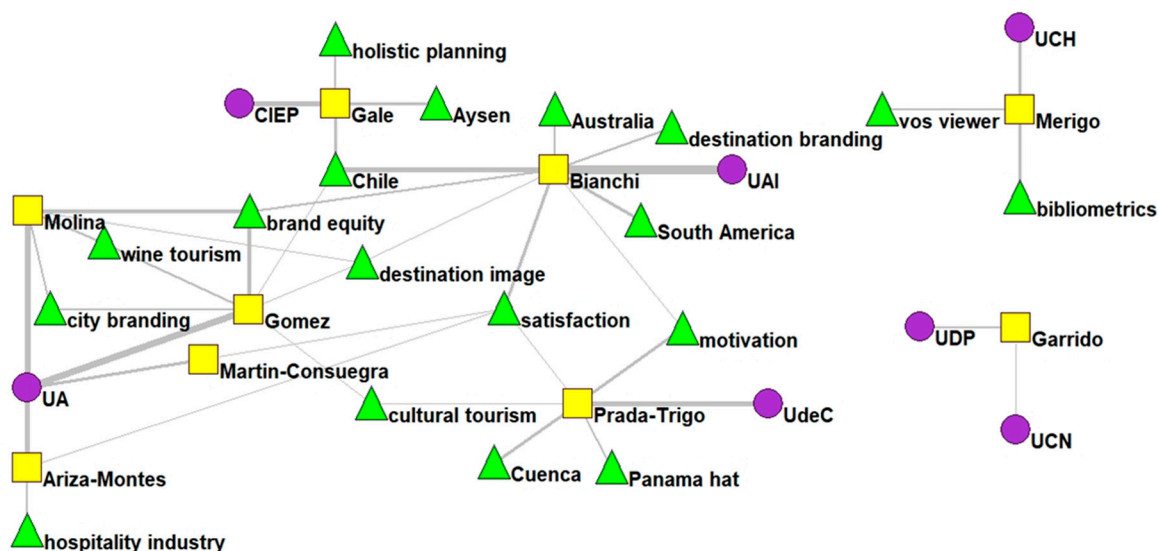 holistic planning
UCH
CIEP
Gale
Aysen
Australia
vos viewer
Merigo
destination branding
Chile
Bianchi
UAI
Molina
brand equity
South America
bibliometrics
wine tourism
destination image
city branding
Gomez
satisfaction
motivation
UDP
Garrido
Martin-Consuegra
UA
cultural tourism
Prada-Trigo
UdeC
UCN
Ariza-Montes
Cuenca
Panama hat
hospitality industry